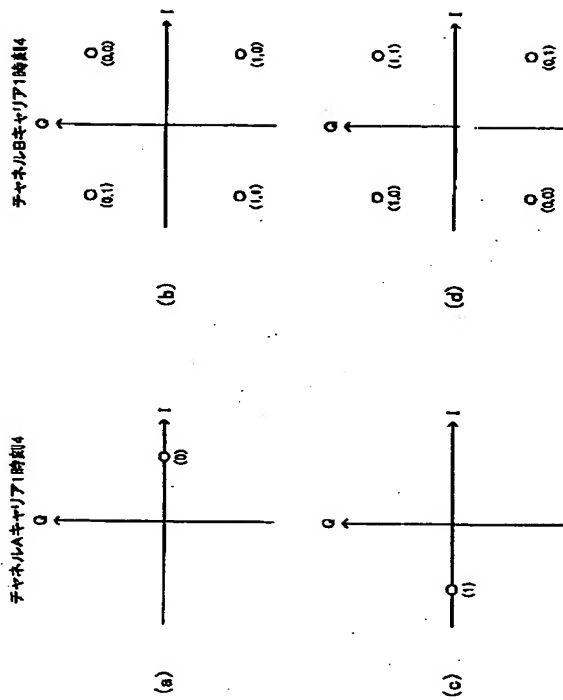 チャネルAキャリア1時刻4
チャネルBキャリア1時刻4
(a)
Q
I
(0)
(b)
Q
I
(0,1)
(0,0)
(1,1)
(1,0)
(c)
Q
I
(1)
(d)
Q
I
(1,0)
(1,1)
(0,0)
(0,1)